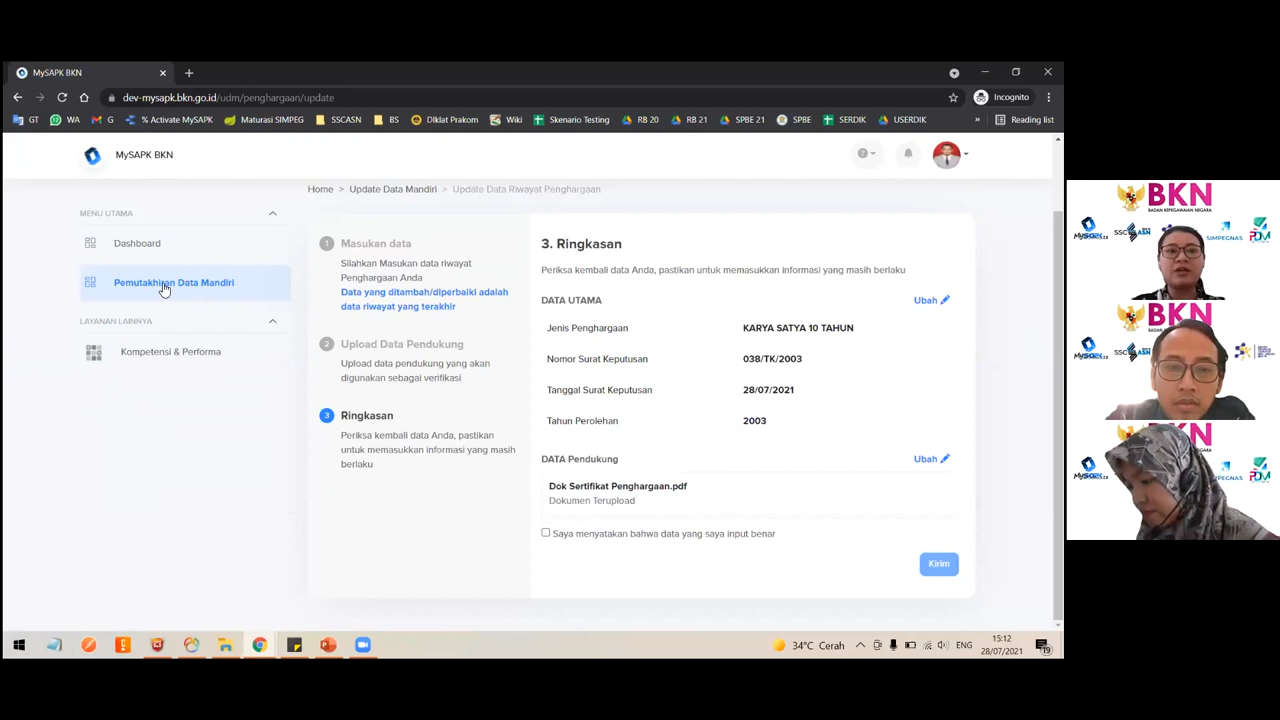 MySAPK BKN
dev-mysapk.bkn.go.id/udm/penghargaan/update
Incognito
GT
WA
G
% Activate MySAPK
Maturasi SIMPEG
SSCASN
BS
Diklat Prakom
Wiki
Skenario Testing
RB 20
RB 21
SPBE 21
SPBE
SERDIK
USERDIK
»
Reading list
MySAPK BKN
Home > Update Data Mandiri > Update Data Riwayat Penghargaan
MENU UTAMA
Dashboard
Pemutakhiran Data Mandiri
LAYANAN LAINNYA
Kompetensi & Performa
1 Masukan data
Silahkan Masukan data riwayat
Penghargaan Anda
Data yang ditambah/diperbaiki adalah
data riwayat yang terakhir
2 Upload Data Pendukung
Upload data pendukung yang akan
digunakan sebagai verifikasi
3 Ringkasan
Periksa kembali data Anda, pastikan
untuk memasukkan informasi yang masih
berlaku
3. Ringkasan
Periksa kembali data Anda, pastikan untuk memasukkan informasi yang masih berlaku
DATA UTAMA Ubah
Jenis Penghargaan KARYA SATYA 10 TAHUN
Nomor Surat Keputusan 038/TK/2003
Tanggal Surat Keputusan 28/07/2021
Tahun Perolehan 2003
DATA Pendukung Ubah
Dok Sertifikat Penghargaan.pdf
Dokumen Terupload
Saya menyatakan bahwa data yang saya input benar
Kirim
34°C Cerah
ENG
15:12
28/07/2021
19
BKN
BADAN KEPEGAWAIAN NEGARA
SIMPEGNAS
BKN
SSC
BKN